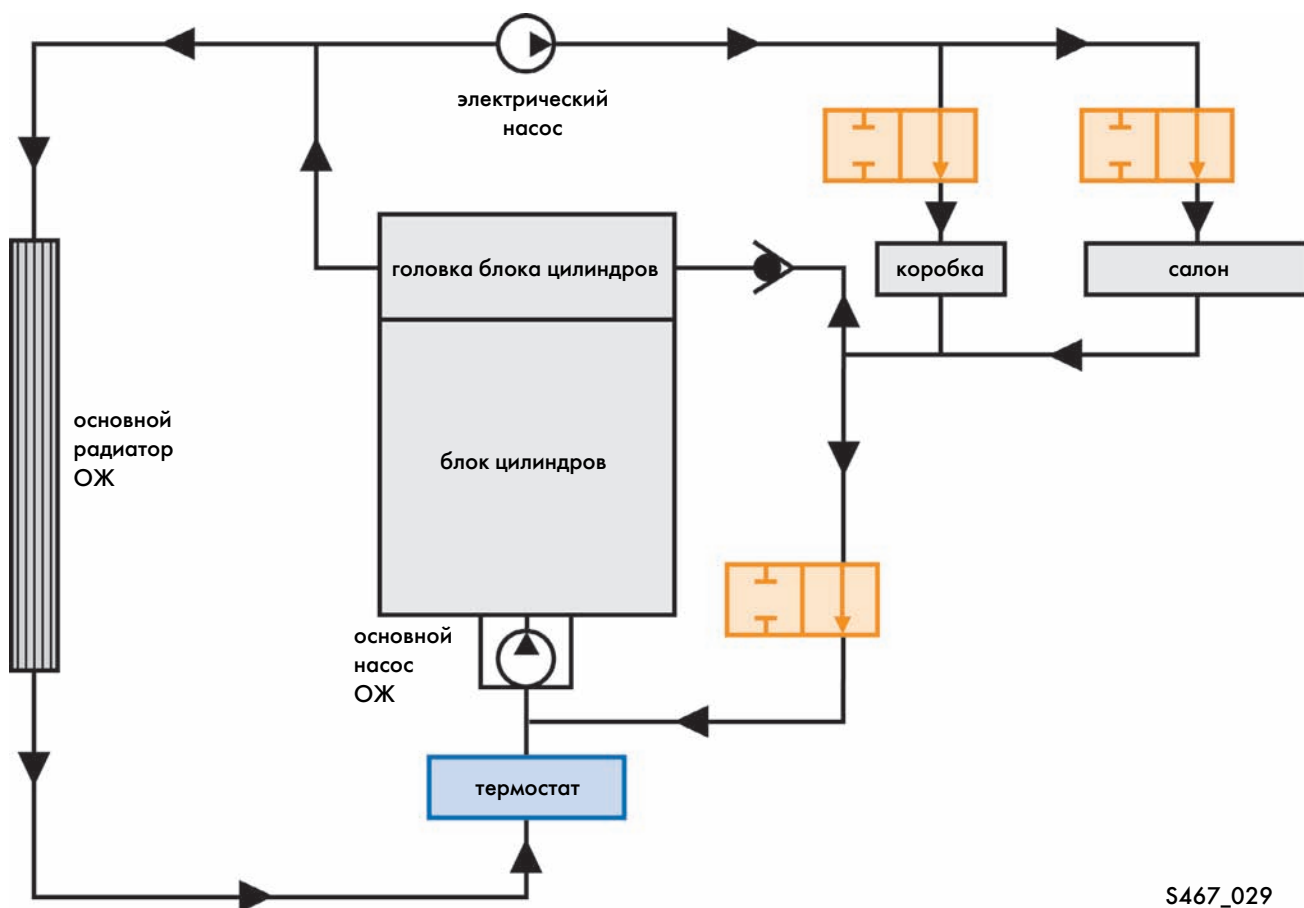 электрический
насос
головка блока цилиндров
коробка
салон
основной
радиатор
ОЖ
блок цилиндров
основной
насос
ОЖ
термостат
S467_029